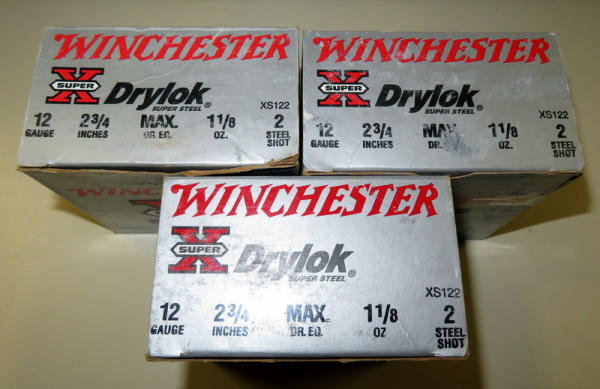 WINCHESTER
SUPER X Drylok
SUPER STEEL®
XS122
12 2 3/4 MAX. 1 1/8 2
GAUGE INCHES DR. EQ. OZ. STEEL
SHOT
WINCHESTER
SUPER X Drylok
SUPER STEEL®
XS122
12 2 3/4 MAX. 1 1/8 2
GAUGE INCHES DR. EQ. OZ. STEEL
SHOT
WINCHESTER
SUPER X Drylok
SUPER STEEL®
XS122
12 2 3/4 MAX. 1 1/8 2
GAUGE INCHES DR. EQ. OZ STEEL
SHOT